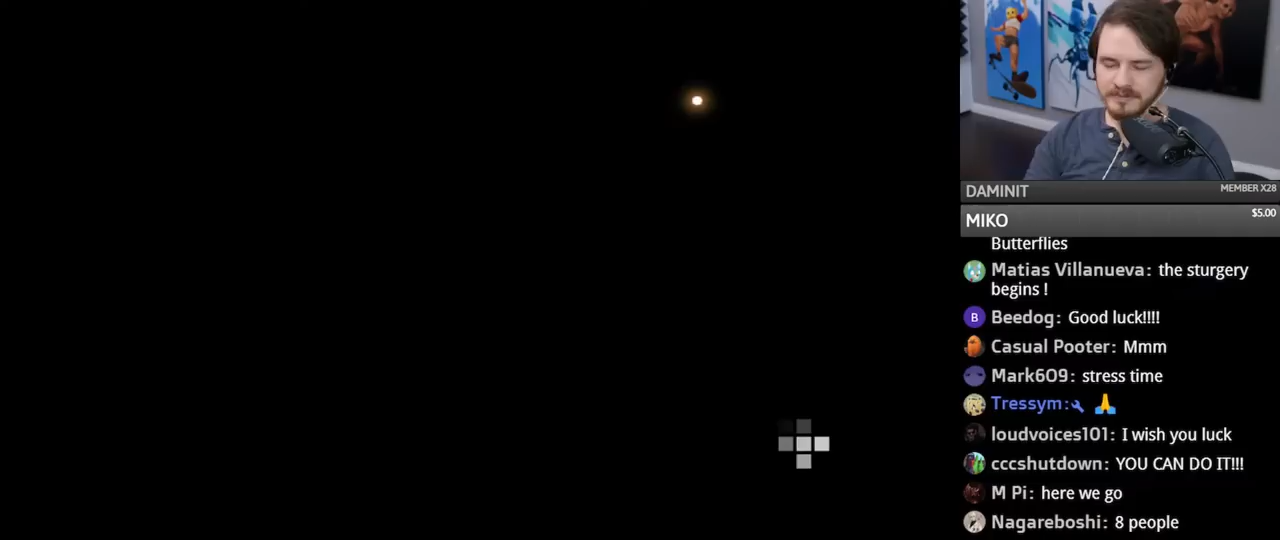 DAMINIT
MEMBER X28
MIKO
$5.00
Butterflies
Matias Villanueva: the sturgery
begins !
B Beedog: Good luck!!!!
Casual Pooter: Mmm
Mark609: stress time
Tressym: 🙏
loudvoices101: I wish you luck
cccshutdown: YOU CAN DO IT!!!
M Pi: here we go
Nagareboshi: 8 people